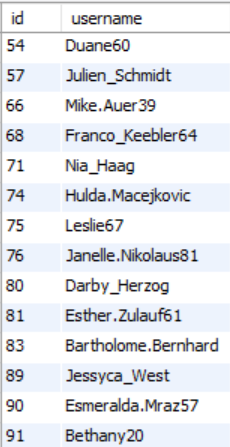 id username
54 Duane60
57 Julien_Schmidt
66 Mike.Auer39
68 Franco_Keebler64
71 Nia_Haag
74 Hulda.Macejkovic
75 Leslie67
76 Janelle.Nikolaus81
80 Darby_Herzog
81 Esther.Zulauf61
83 Bartholome.Bernhard
89 Jessyca_West
90 Esmeralda.Mraz57
91 Bethany20